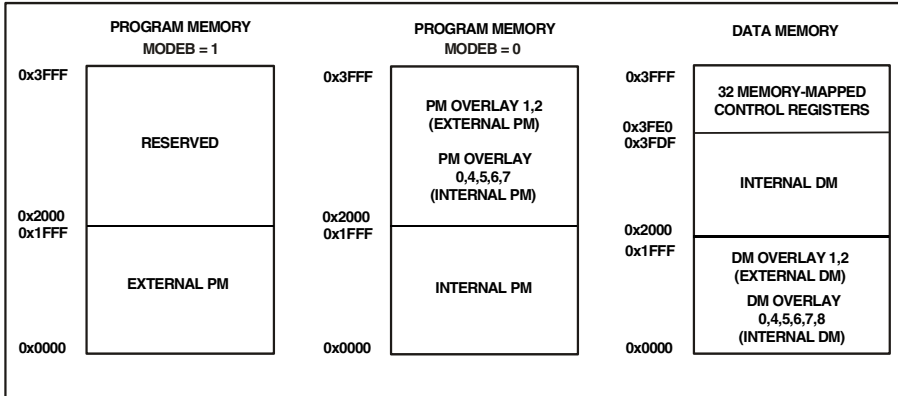 PROGRAM MEMORY
MODEB = 1
0x3FFF
RESERVED
0x2000
0x1FFF
EXTERNAL PM
0x0000
PROGRAM MEMORY
MODEB = 0
0x3FFF
PM OVERLAY 1,2
(EXTERNAL PM)
PM OVERLAY
0,4,5,6,7
(INTERNAL PM)
0x2000
0x1FFF
INTERNAL PM
0x0000
DATA MEMORY
0x3FFF
32 MEMORY-MAPPED
CONTROL REGISTERS
0x3FE0
0x3FDF
INTERNAL DM
0x2000
0x1FFF
DM OVERLAY 1,2
(EXTERNAL DM)
DM OVERLAY
0,4,5,6,7,8
(INTERNAL DM)
0x0000